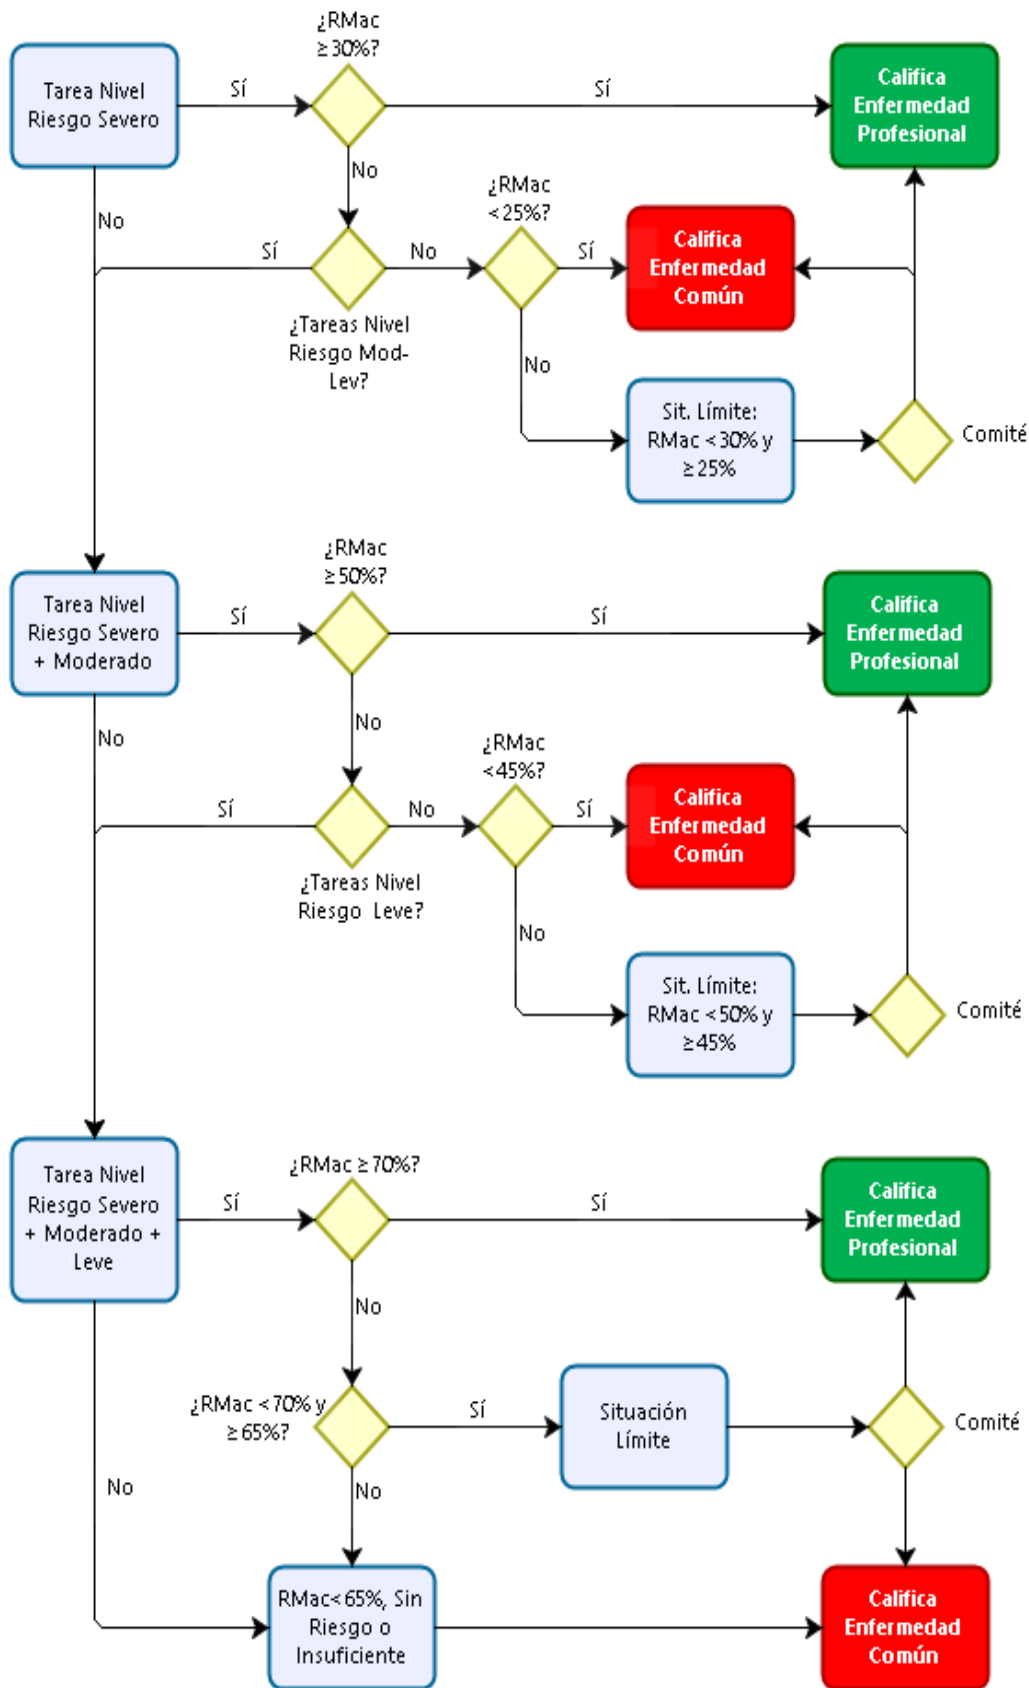 ¿RMac
≥30%?
Tarea Nivel
Riesgo Severo
Sí
Sí
Califica
Enfermedad
Profesional
No
No
¿RMac
<25%?
Sí
No
Sí
Califica
Enfermedad
Común
¿Tareas Nivel
Riesgo Mod-
Lev?
No
Sit. Límite:
RMac <30% y
≥25%
Comité
¿RMac
≥50%?
Tarea Nivel
Riesgo Severo
+ Moderado
Sí
Sí
Califica
Enfermedad
Profesional
No
No
¿RMac
<45%?
Sí
No
Sí
Califica
Enfermedad
Común
¿Tareas Nivel
Riesgo Leve?
No
Sit. Límite:
RMac <50% y
≥45%
Comité
¿RMac ≥70%?
Tarea Nivel
Riesgo Severo
+ Moderado +
Leve
Sí
Sí
Califica
Enfermedad
Profesional
No
¿RMac <70% y
≥65%?
Sí
Situación
Límite
Comité
No
No
RMac<65%, Sin
Riesgo o
Insuficiente
Califica
Enfermedad
Común